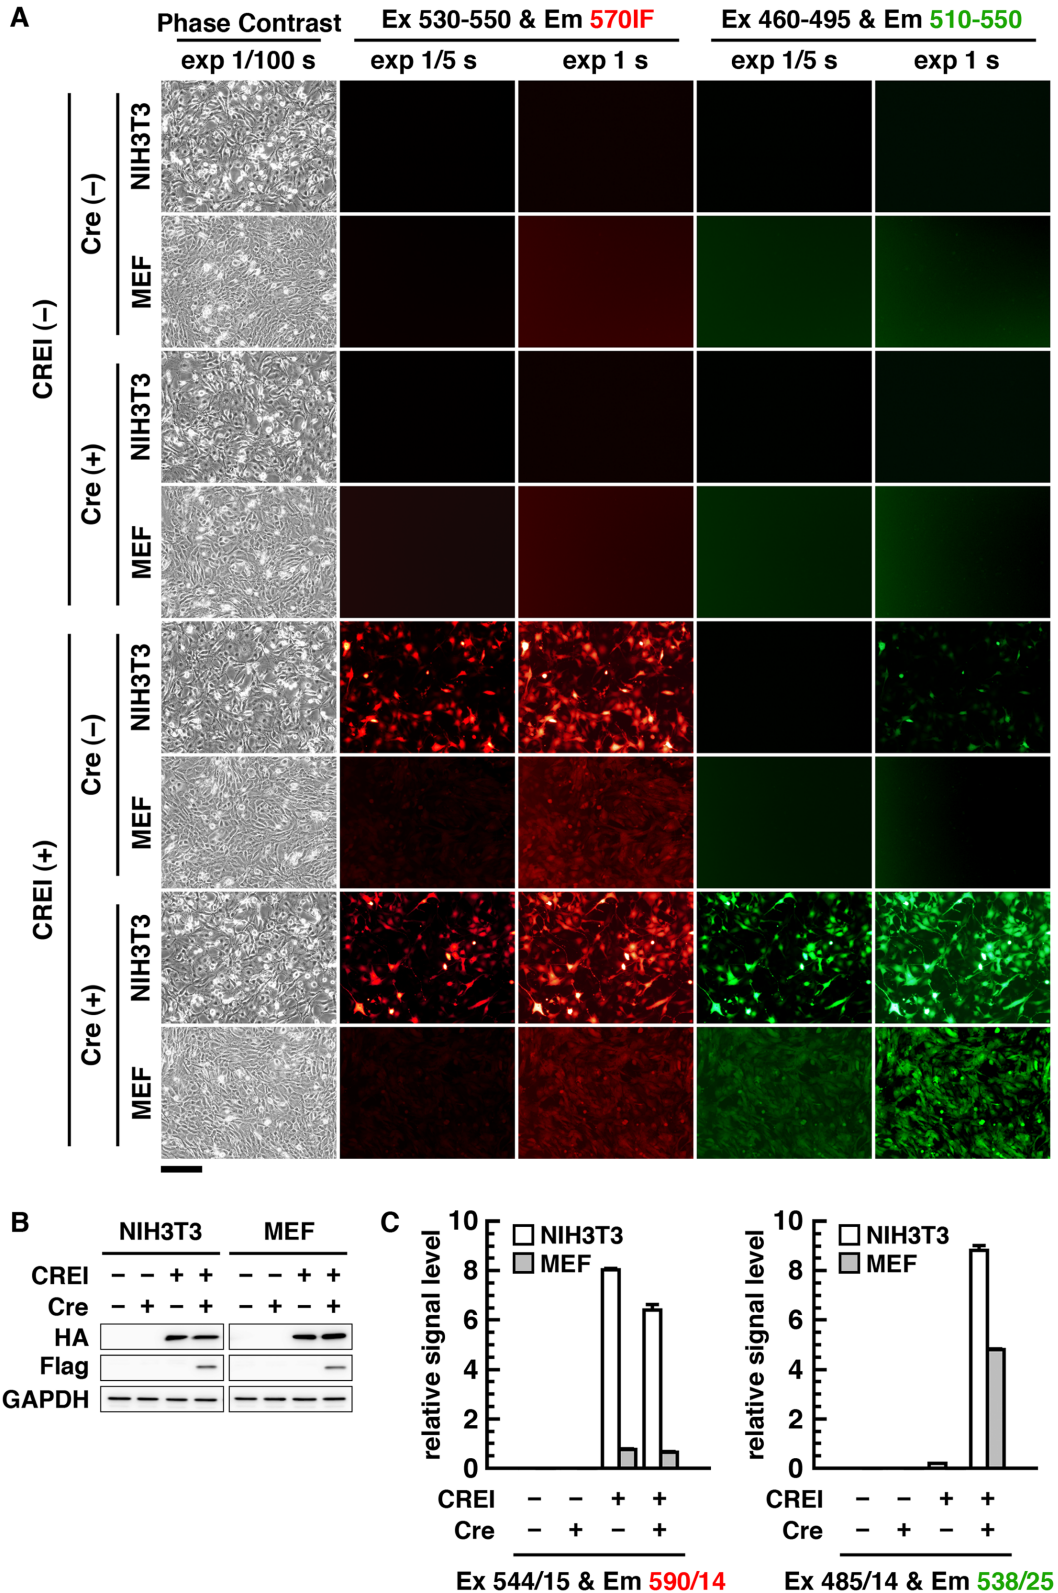 A
Phase Contrast
Ex 530-550 & Em 570IF
Ex 460-495 & Em 510-550
exp 1/100 s
exp 1/5 s
exp 1 s
exp 1/5 s
exp 1 s
CREI (–)
Cre (–)
NIH3T3
MEF
Cre (+)
NIH3T3
MEF
CREI (+)
Cre (–)
NIH3T3
MEF
Cre (+)
NIH3T3
MEF
B
NIH3T3 MEF
CREI – – + + – – + +
Cre – + – + – + – +
HA
Flag
GAPDH
C
relative signal level
10
8
6
4
2
0
NIH3T3
MEF
CREI – – + +
Cre – + – +
Ex 544/15 & Em 590/14
relative signal level
10
8
6
4
2
0
NIH3T3
MEF
CREI – – + +
Cre – + – +
Ex 485/14 & Em 538/25